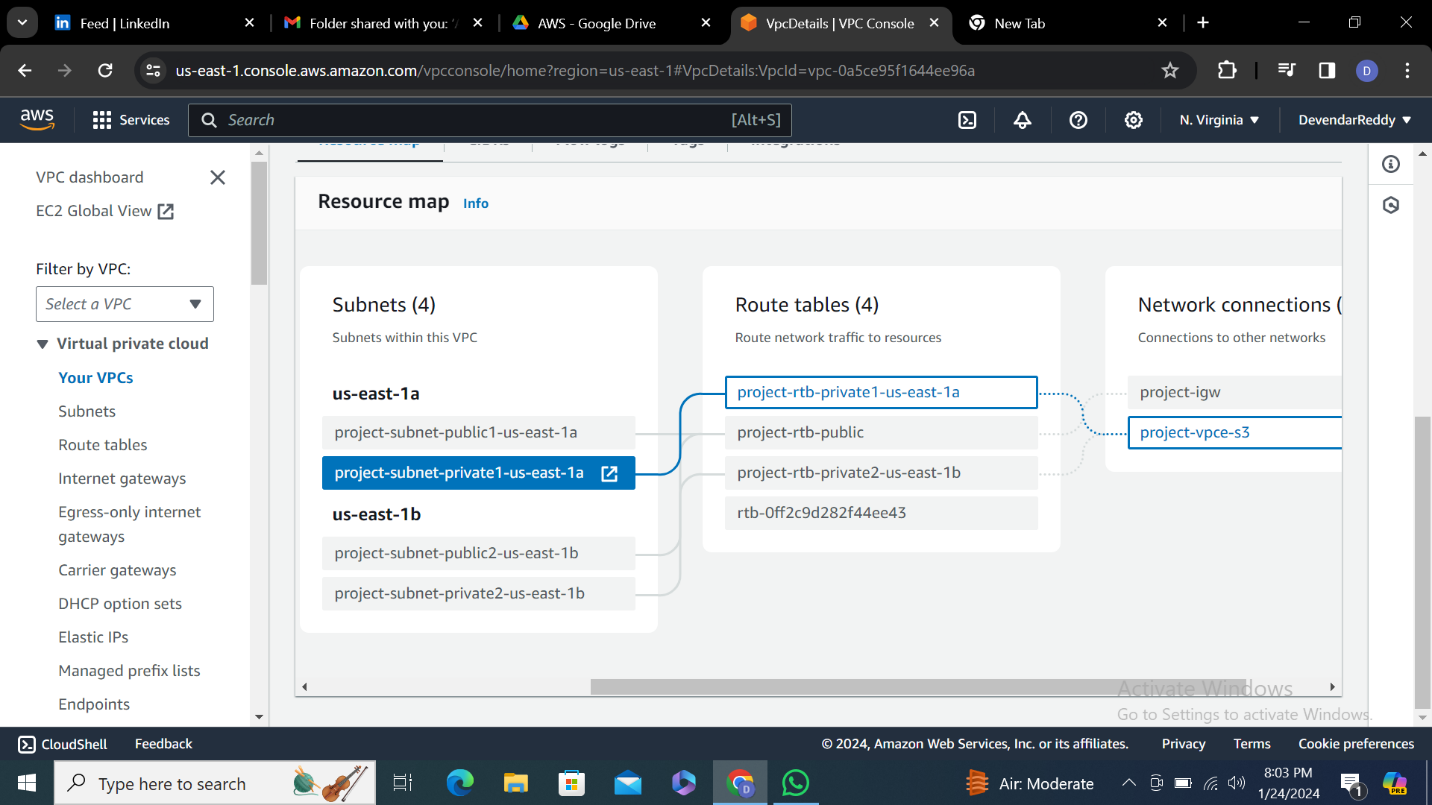 Feed | LinkedIn
Folder shared with you: '
AWS - Google Drive
VpcDetails | VPC Console
New Tab
us-east-1.console.aws.amazon.com/vpcconsole/home?region=us-east-1#VpcDetails:VpcId=vpc-0a5ce95f1644ee96a
D
aws
Services
Search
[Alt+S]
N. Virginia
DevendarReddy
VPC dashboard
EC2 Global View
Filter by VPC:
Select a VPC
Virtual private cloud
Your VPCs
Subnets
Route tables
Internet gateways
Egress-only internet
gateways
Carrier gateways
DHCP option sets
Elastic IPs
Managed prefix lists
Endpoints
Resource map Info
Subnets (4)
Subnets within this VPC
us-east-1a
project-subnet-public1-us-east-1a
project-subnet-private1-us-east-1a
us-east-1b
project-subnet-public2-us-east-1b
project-subnet-private2-us-east-1b
Route tables (4)
Route network traffic to resources
project-rtb-private1-us-east-1a
project-rtb-public
project-rtb-private2-us-east-1b
rtb-0ff2c9d282f44ee43
Network connections (
Connections to other networks
project-igw
project-vpce-s3
Activate Windows
Go to Settings to activate Windows.
CloudShell
Feedback
© 2024, Amazon Web Services, Inc. or its affiliates.
Privacy
Terms
Cookie preferences
Type here to search
D
Air: Moderate
8:03 PM
1/24/2024
1
PRE